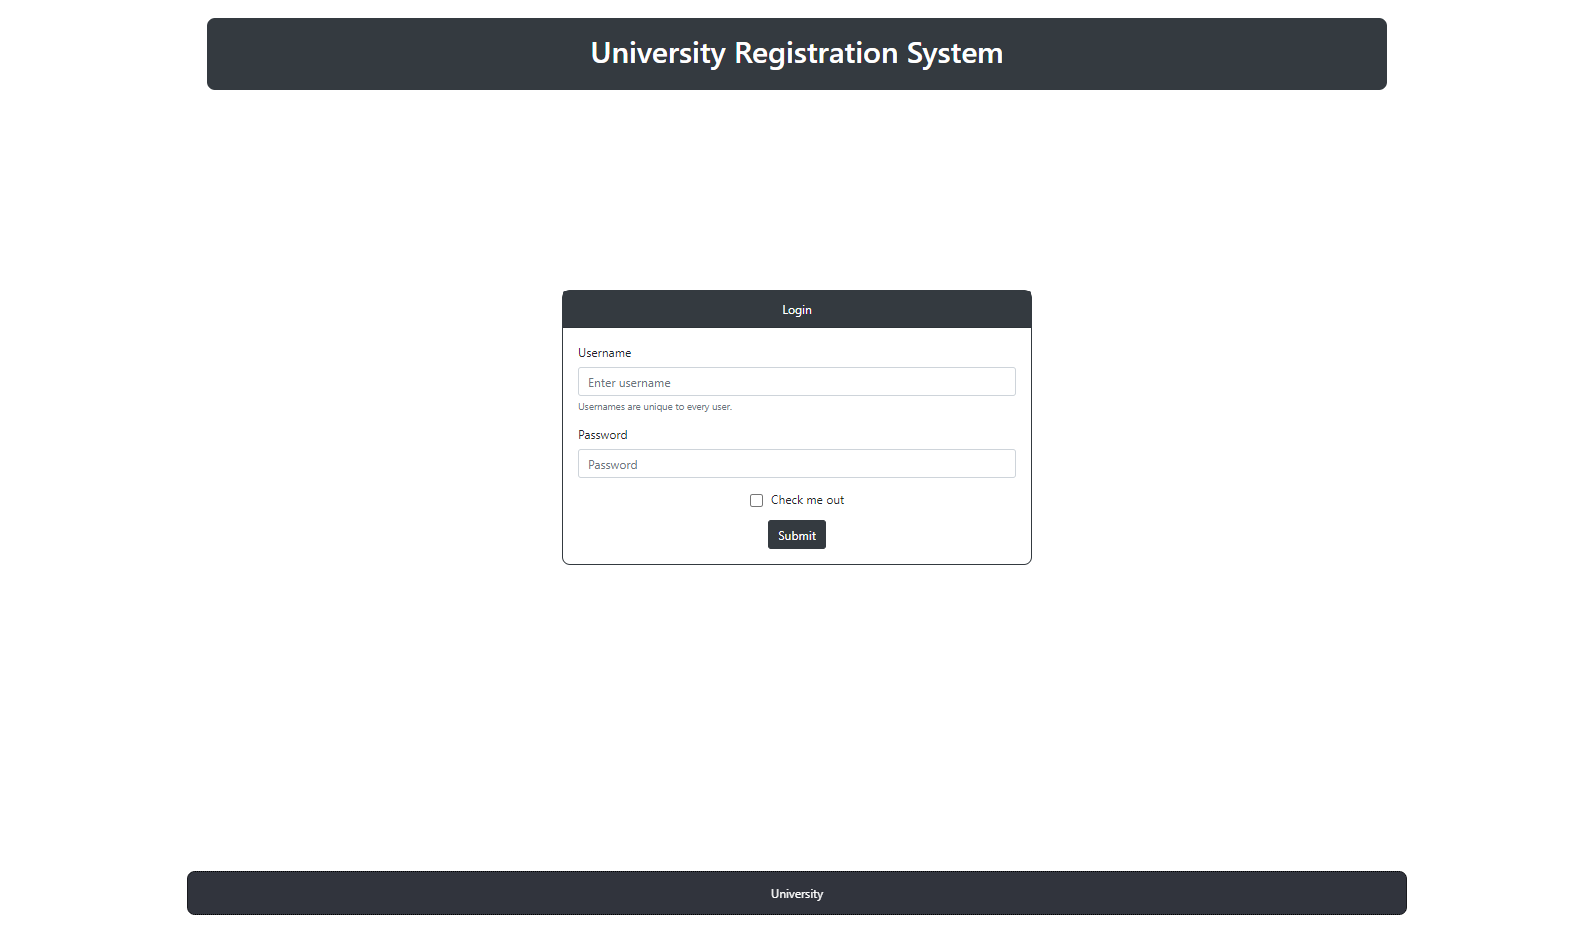 University Registration System
Login
Username
Enter username
Usernames are unique to every user.
Password
Password
Check me out
Submit
University